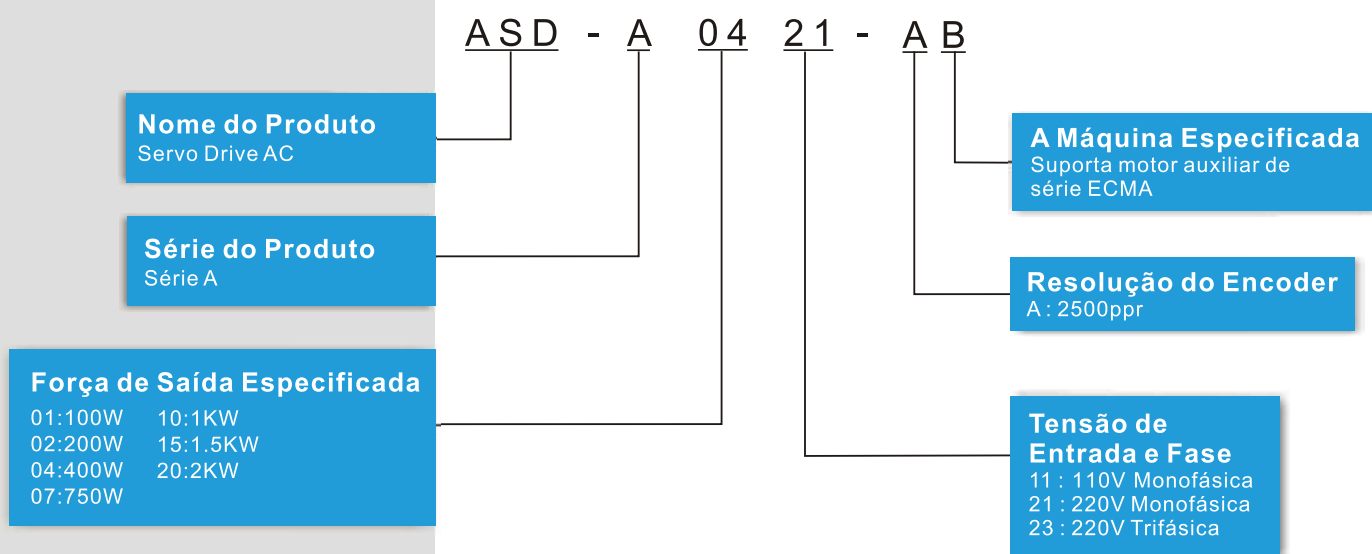 ASD - A 04 21 - A B
Nome do Produto
Servo Drive AC
Série do Produto
Série A
Força de Saída Especificada
01:100W 10:1KW
02:200W 15:1.5KW
04:400W 20:2KW
07:750W
A Máquina Especificada
Suporta motor auxiliar de
série ECMA
Resolução do Encoder
A : 2500ppr
Tensão de
Entrada e Fase
11 : 110V Monofásica
21 : 220V Monofásica
23 : 220V Trifásica